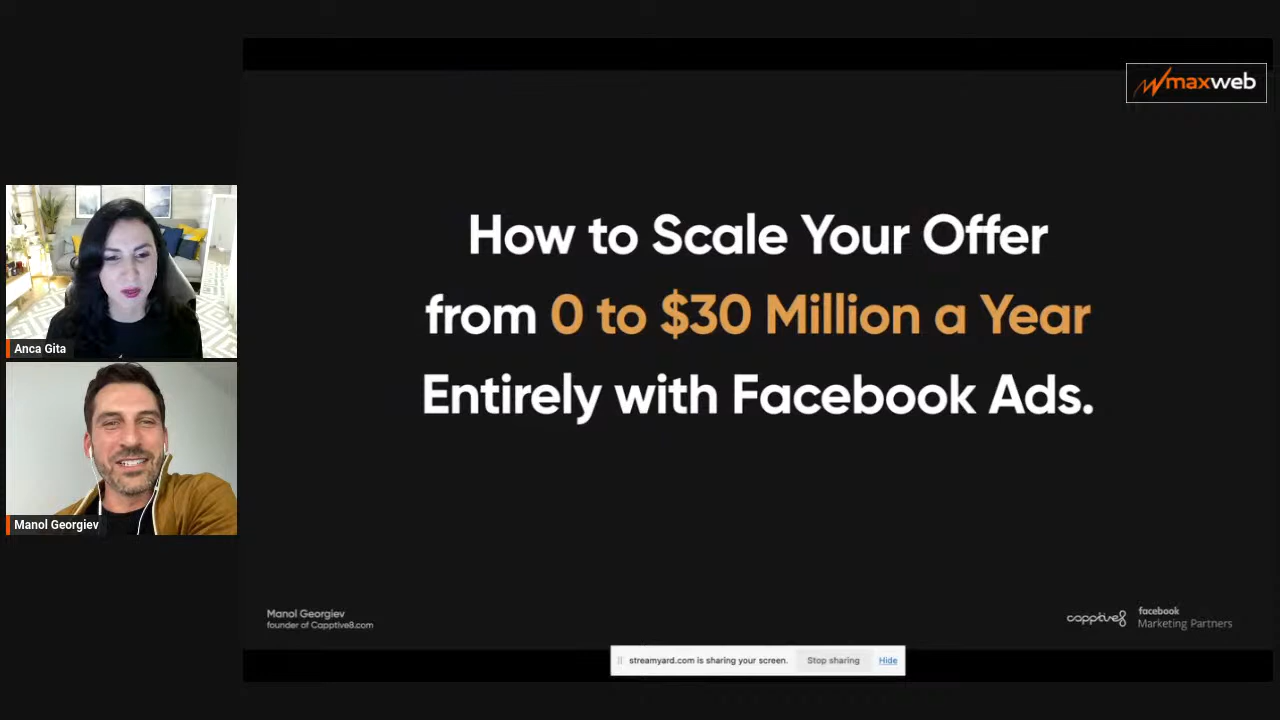 maxweb
How to Scale Your Offer
from 0 to $30 Million a Year
Entirely with Facebook Ads.
Anca Gita
Manol Georgiev
Manol Georgiev
founder of Capptive8.com
capptive8
facebook
Marketing Partners
streamyard.com is sharing your screen.
Stop sharing
Hide